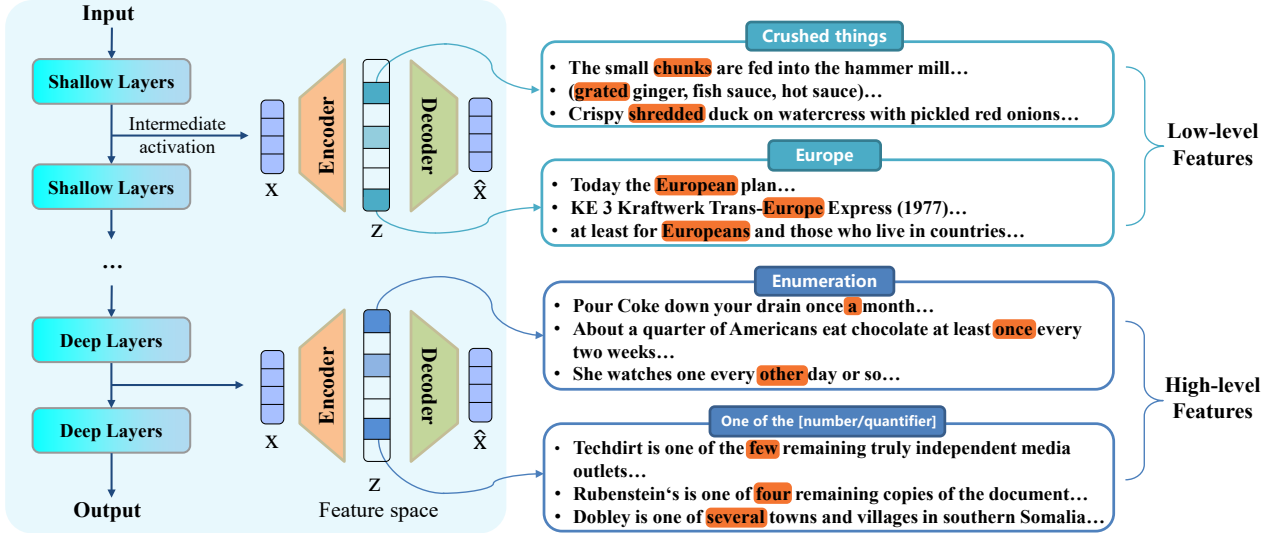 Input
Shallow Layers
Intermediate
activation
Shallow Layers
...
Deep Layers
Deep Layers
Output
x
Encoder
z
Decoder
x̂
x
Encoder
z
Decoder
x̂
Feature space
Crushed things
• The small chunks are fed into the hammer mill…
• (grated ginger, fish sauce, hot sauce)…
• Crispy shredded duck on watercress with pickled red onions…
Europe
• Today the European plan…
• KE 3 Kraftwerk Trans-Europe Express (1977)…
• at least for Europeans and those who live in countries…
Low-level
Features
Enumeration
• Pour Coke down your drain once a month…
• About a quarter of Americans eat chocolate at least once every
two weeks…
• She watches one every other day or so…
One of the [number/quantifier]
• Techdirt is one of the few remaining truly independent media
outlets…
• Rubenstein‘s is one of four remaining copies of the document…
• Dobley is one of several towns and villages in southern Somalia…
High-level
Features